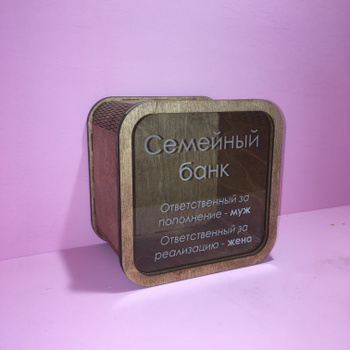 Семейный
банк
Ответственный за
пополнение - муж
Ответственный за
реализацию - жена